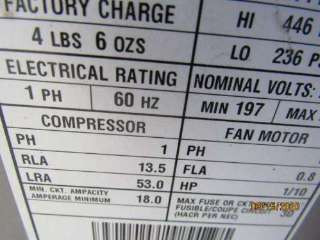 FACTORY CHARGE
4 LBS 6 OZS
HI 446
LO 236
ELECTRICAL RATING
1 PH 60 HZ
NOMINAL VOLTS:
MIN 197 MAX
COMPRESSOR
PH 1
RLA 13.5
LRA 53.0
MIN. CKT. AMPACITY
AMPERAGE MINIMUM 18.0
FAN MOTOR
PH
FLA 0.8
HP 1/10
MAX FUSE OR CKT.
FUSIBLE/COUPE
(HACR PER NEC) 30